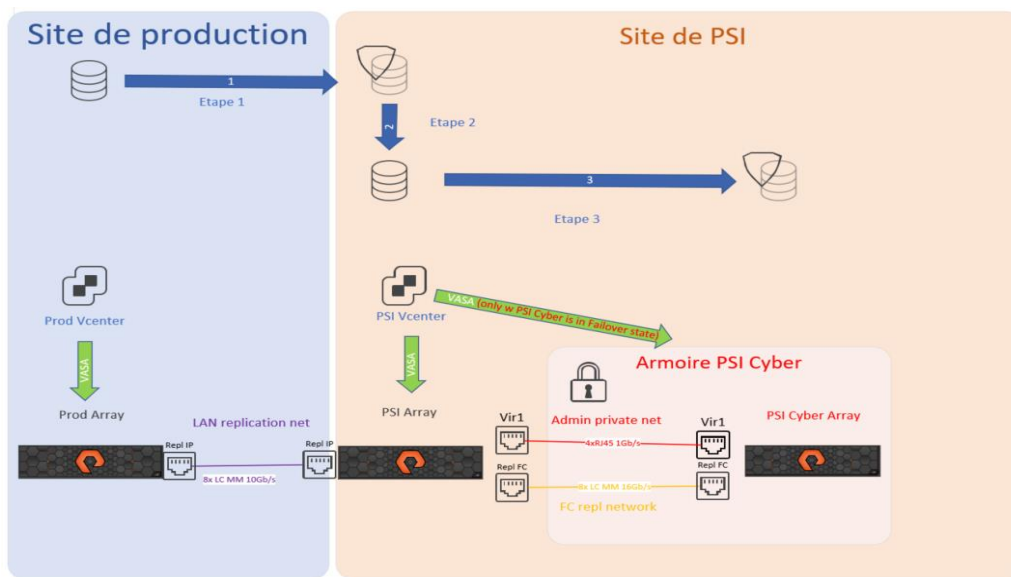 Site de production
Site de PSI
1
Etape 1
2
Etape 2
3
Etape 3
Prod Vcenter
PSI Vcenter
VASA (only w PSI Cyber is in Failover state)
VASA
VASA
Armoire PSI Cyber
Prod Array
PSI Array
LAN replication net
Vir1
Admin private net
Vir1
PSI Cyber Array
Repl IP
Repl IP
4xRJ45 1Gb/s
Repl FC
Repl FC
8x LC MM 10Gb/s
8x LC MM 16Gb/s
FC repl network